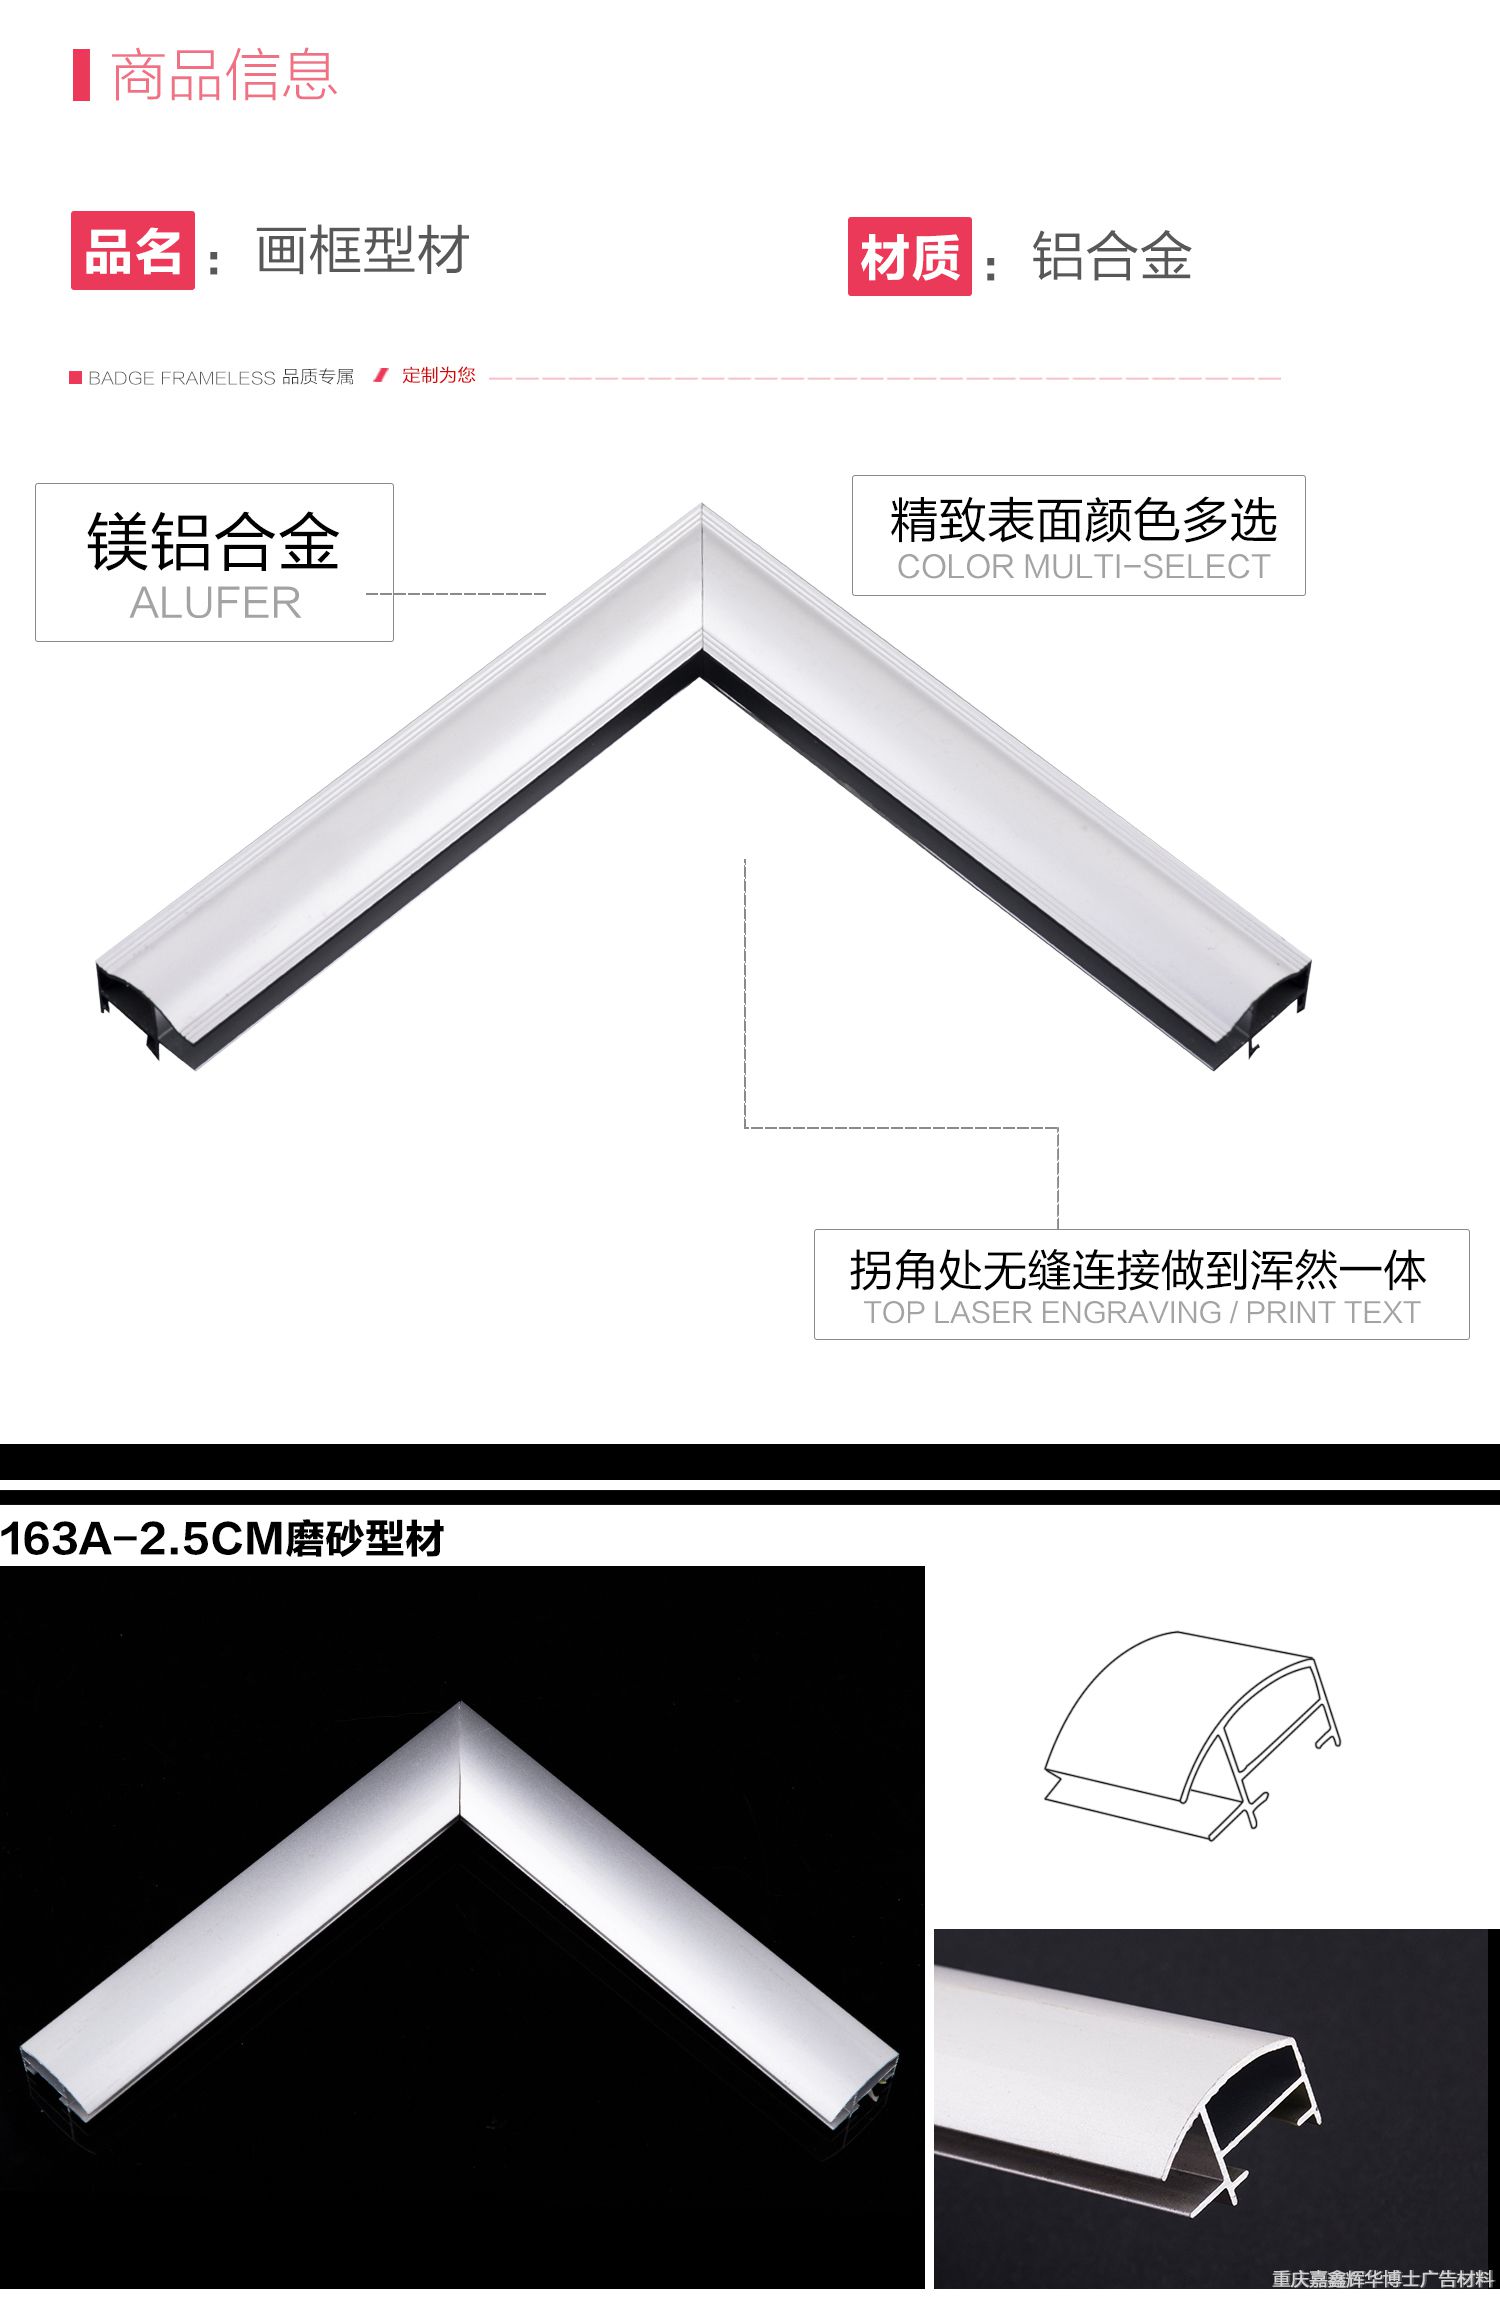 商品信息
品名：画框型材
材质：铝合金
BADGE FRAMELESS 品质专属 定制为您
镁铝合金
ALUFER
精致表面颜色多选
COLOR MULTI-SELECT
拐角处无缝连接做到浑然一体
TOP LASER ENGRAVING / PRINT TEXT
163A-2.5CM磨砂型材
重庆嘉鑫辉华博士广告材料